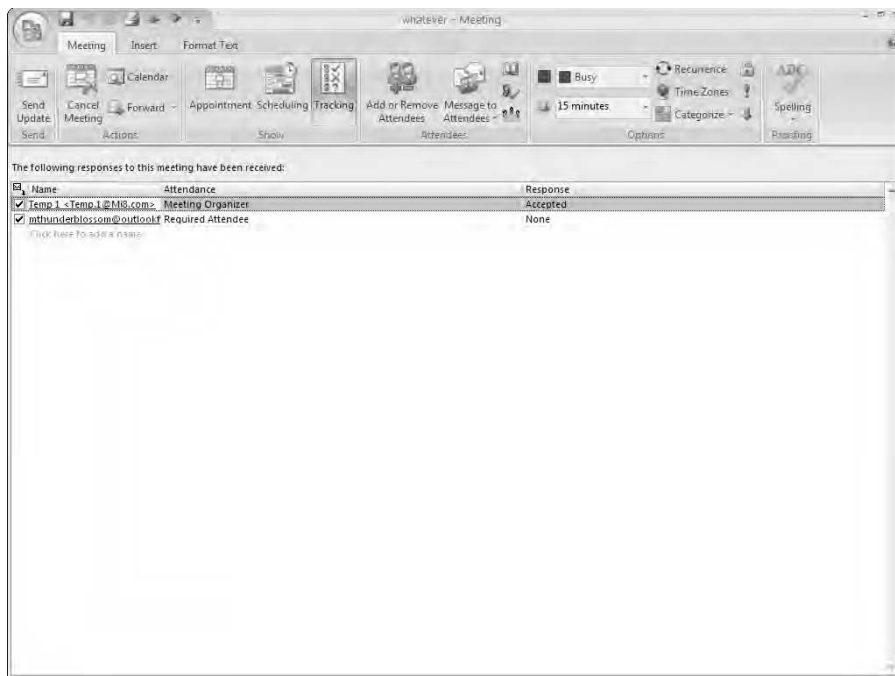 whatever - Meeting
Meeting Insert Format Text
Send Update
Cancel Meeting
Calendar
Forward
Appointment
Scheduling
Tracking
Add or Remove Attendees
Message to Attendees
Busy
15 minutes
Recurrence
Time Zones
Categorize
ABC
Spelling
Send Actions Show Attendees Options Proofing
The following responses to this meeting have been received:
Name Attendance Response
Temp 1 <Temp.1@Mi8.com> Meeting Organizer Accepted
mthunderblossom@outlookf Required Attendee None
Click here to add a name